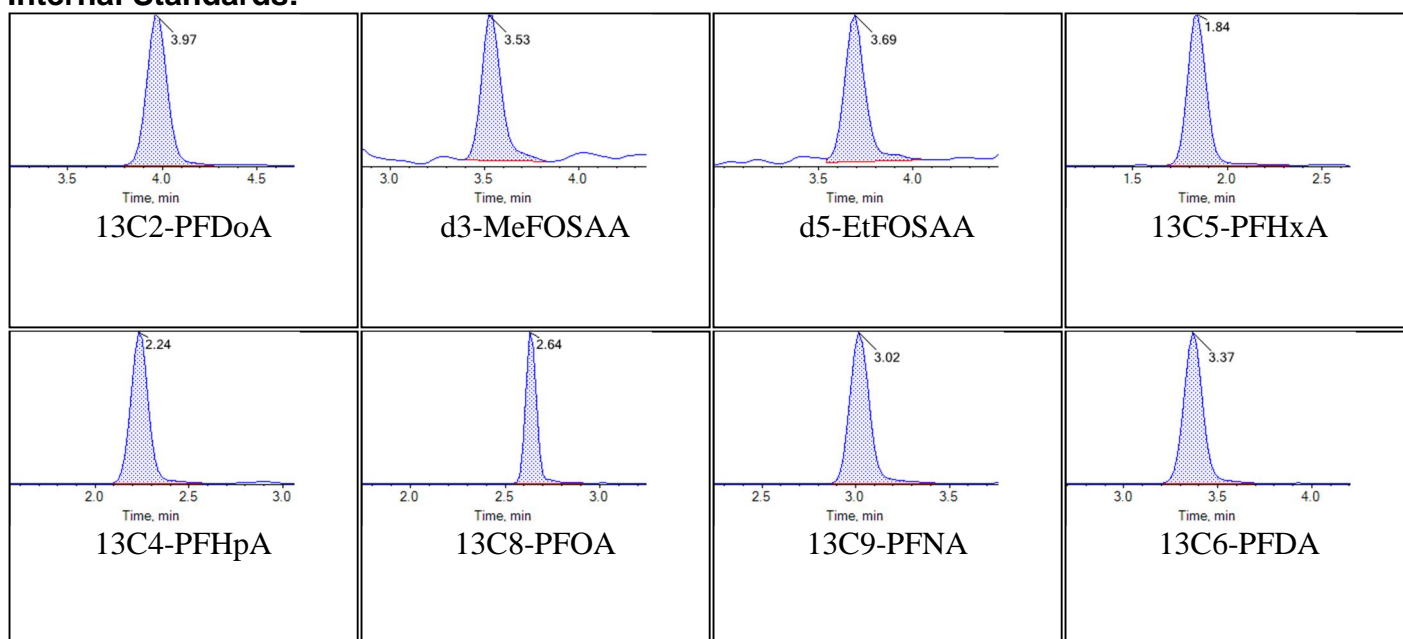 Internal Standards:
3.97
3.5 4.0 4.5
Time, min
13C2-PFDoA
3.53
3.0 3.5 4.0
Time, min
d3-MeFOSAA
3.69
3.5 4.0
Time, min
d5-EtFOSAA
1.84
1.5 2.0 2.5
Time, min
13C5-PFHxA
2.24
2.0 2.5 3.0
Time, min
13C4-PFHpA
2.64
2.0 3.0
Time, min
13C8-PFOA
3.02
2.5 3.0 3.5
Time, min
13C9-PFNA
3.37
3.0 3.5 4.0
Time, min
13C6-PFDA